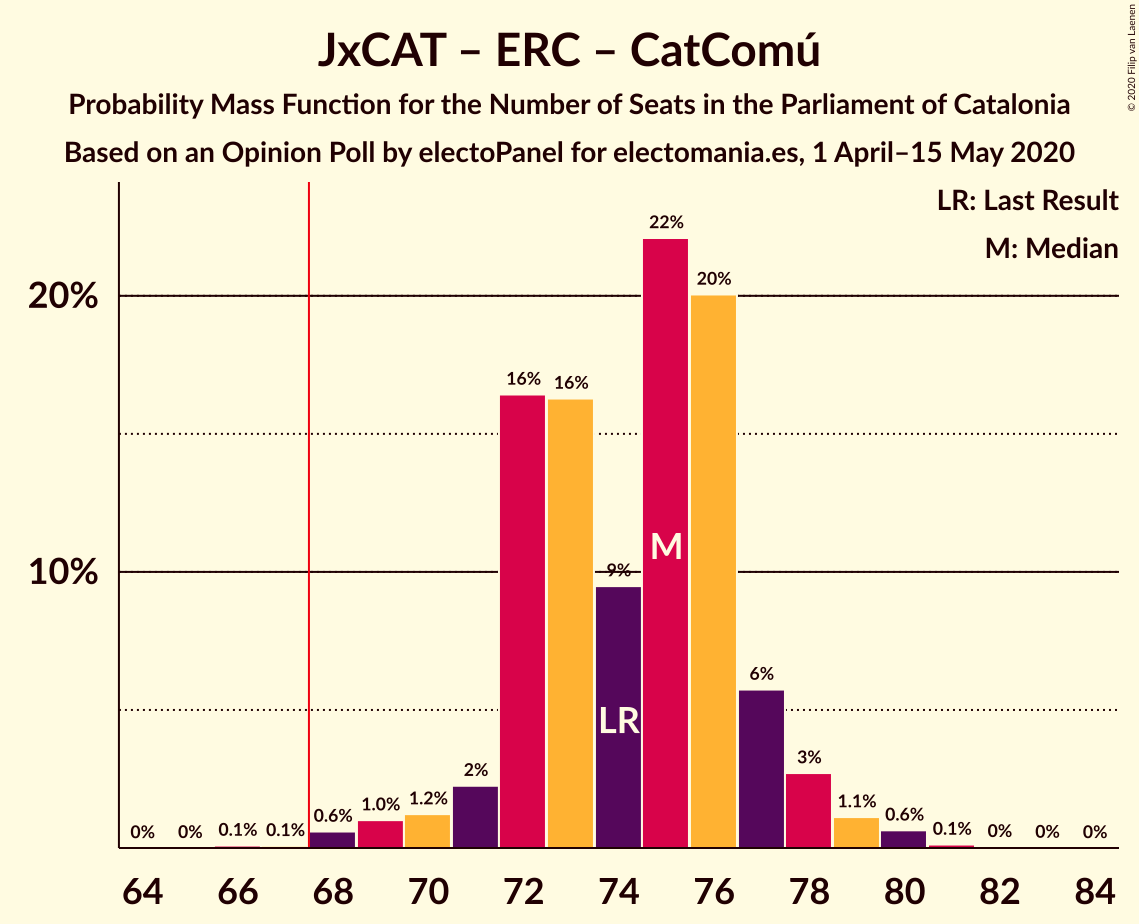 JxCAT – ERC – CatComú
Probability Mass Function for the Number of Seats in the Parliament of Catalonia
Based on an Opinion Poll by electoPanel for electomania.es, 1 April–15 May 2020
© 2020 Filip van Laenen
LR: Last Result
M: Median
20%
10%
0%
0%
0.1%
0.1%
0.6%
1.0%
1.2%
2%
16%
16%
9%
22%
20%
6%
3%
1.1%
0.6%
0.1%
0%
0%
0%
LR
M
64 66 68 70 72 74 76 78 80 82 84